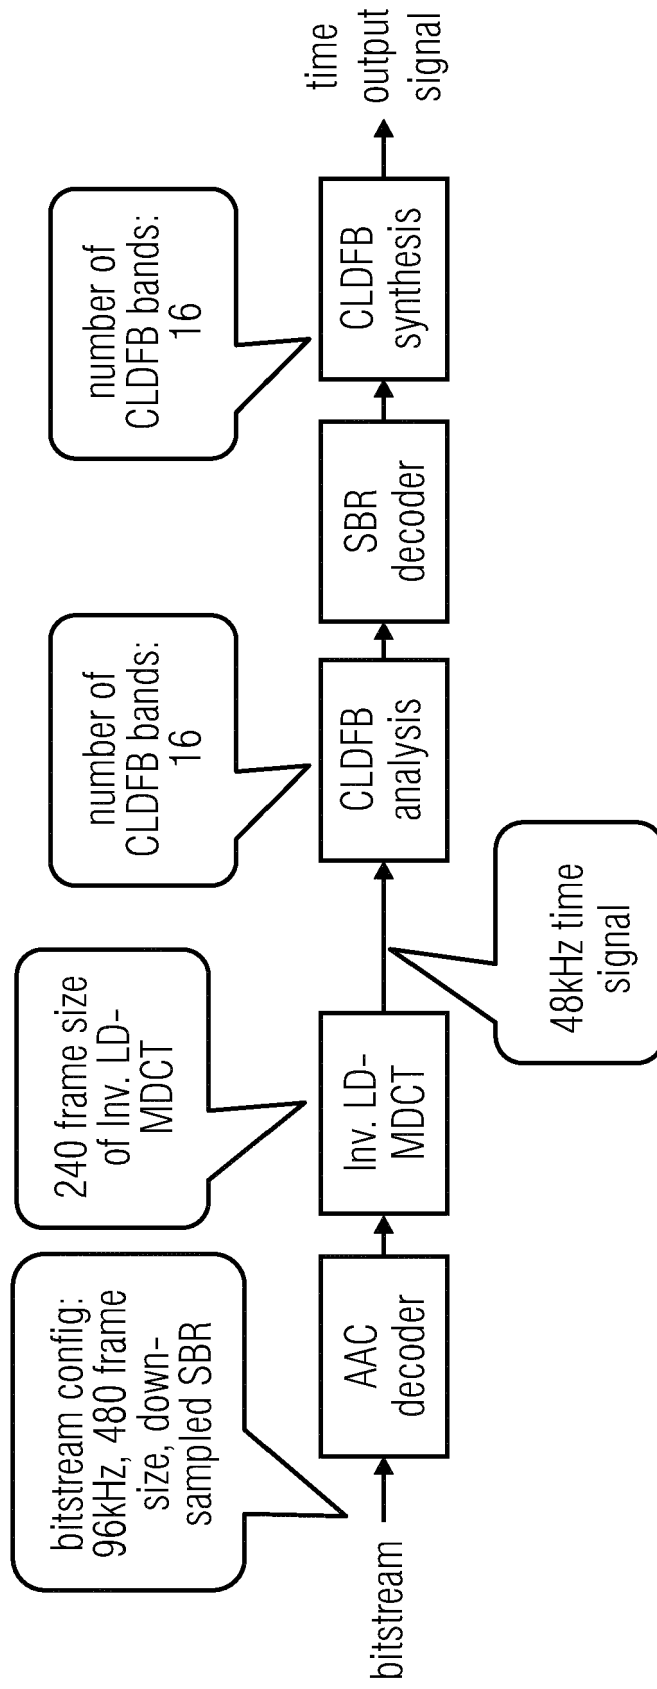 bitstream
bitstream config:
96kHz, 480 frame
size, down-
sampled SBR
AAC
decoder
240 frame size
of Inv. LD-
MDCT
Inv. LD-
MDCT
48kHz time
signal
number of
CLDFB bands:
16
CLDFB
analysis
SBR
decoder
number of
CLDFB bands:
16
CLDFB
synthesis
time
output
signal